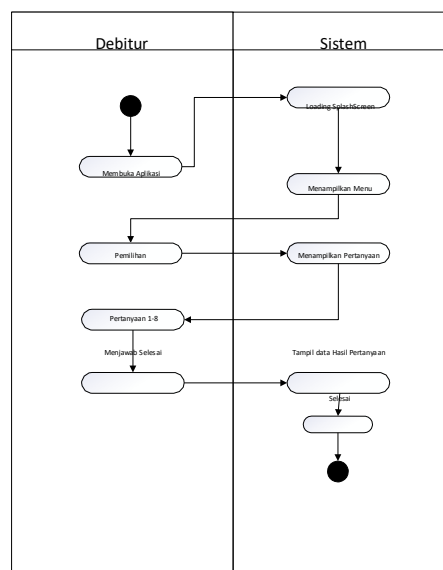 Debitur
Sistem
Loading SplashScreen
Membuka Aplikasi
Menampilkan Menu
Pemilihan
Menampilkan Pertanyaan
Pertanyaan 1-8
Menjawab Selesai
Tampil data Hasil Pertanyaan
Selesai